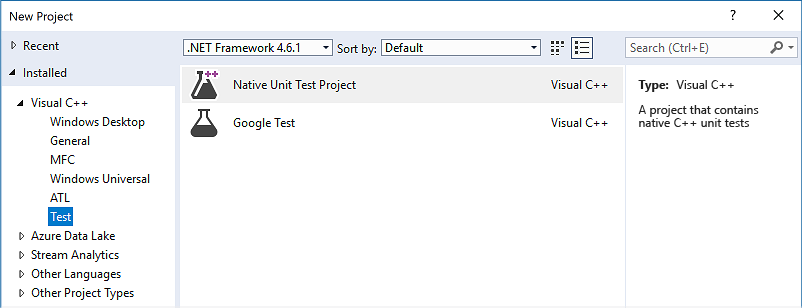 New Project
?
Recent
.NET Framework 4.6.1
Sort by: Default
Search (Ctrl+E)
Installed
Visual C++
Windows Desktop
General
MFC
Windows Universal
ATL
Test
Azure Data Lake
Stream Analytics
Other Languages
Other Project Types
++
Native Unit Test Project Visual C++
Google Test Visual C++
Type: Visual C++
A project that contains
native C++ unit tests